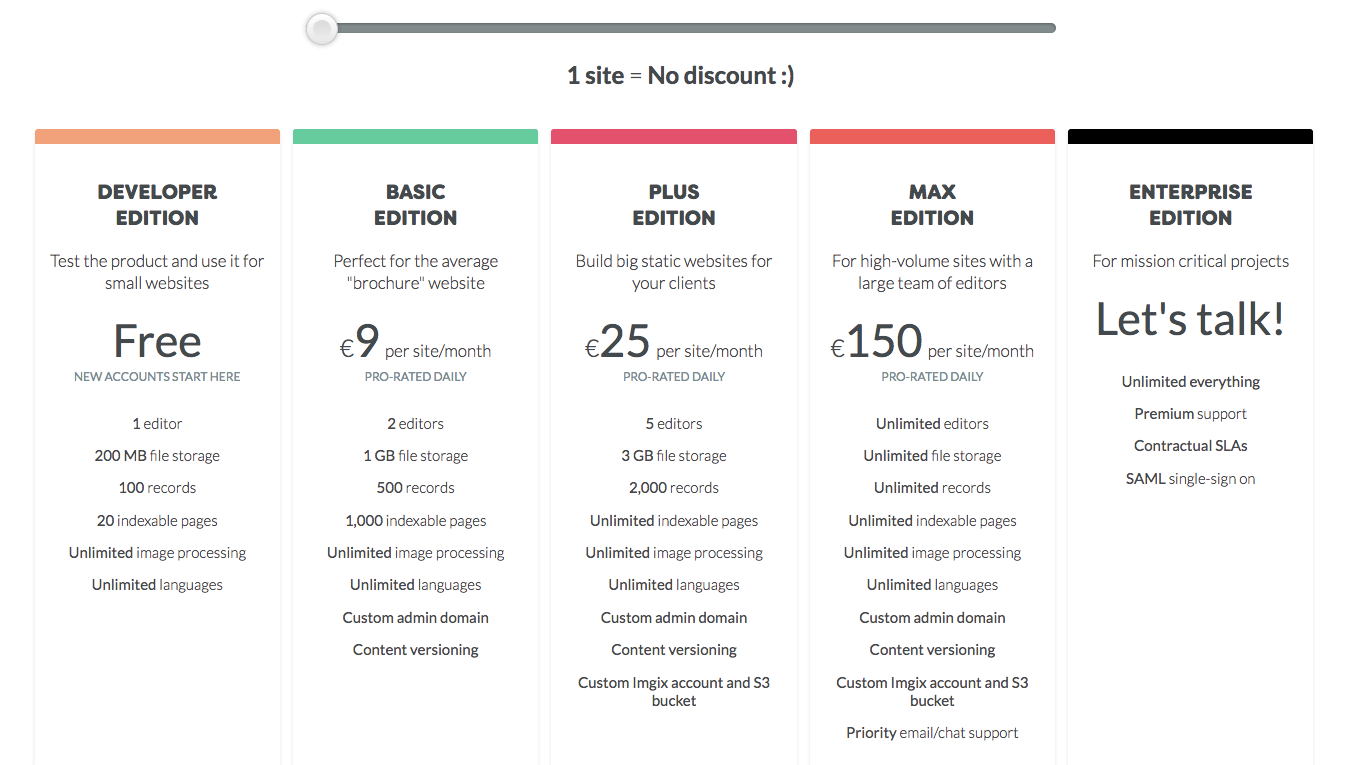 1 site = No discount :)
DEVELOPER
EDITION
Test the product and use it for
small websites
Free
NEW ACCOUNTS START HERE
1 editor
200 MB file storage
100 records
20 indexable pages
Unlimited image processing
Unlimited languages
BASIC
EDITION
Perfect for the average
"brochure" website
€9 per site/month
PRO-RATED DAILY
2 editors
1 GB file storage
500 records
1,000 indexable pages
Unlimited image processing
Unlimited languages
Custom admin domain
Content versioning
PLUS
EDITION
Build big static websites for
your clients
€25 per site/month
PRO-RATED DAILY
5 editors
3 GB file storage
2,000 records
Unlimited indexable pages
Unlimited image processing
Unlimited languages
Custom admin domain
Content versioning
Custom Imgix account and S3
bucket
MAX
EDITION
For high-volume sites with a
large team of editors
€150 per site/month
PRO-RATED DAILY
Unlimited editors
Unlimited file storage
Unlimited records
Unlimited indexable pages
Unlimited image processing
Unlimited languages
Custom admin domain
Content versioning
Custom Imgix account and S3
bucket
Priority email/chat support
ENTERPRISE
EDITION
For mission critical projects
Let's talk!
Unlimited everything
Premium support
Contractual SLAs
SAML single-sign on